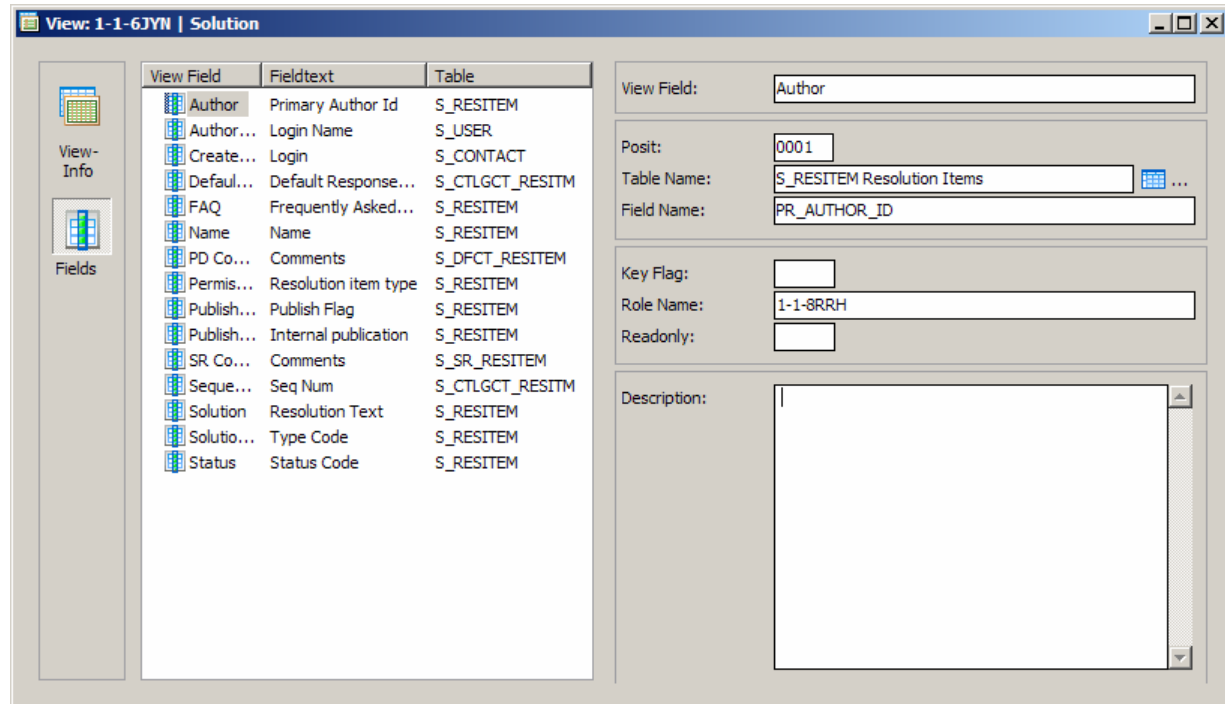 View: 1-1-6JYN | Solution
View-
Info
Fields
View Field Fieldtext Table
Author Primary Author Id S_RESITEM
Author... Login Name S_USER
Create... Login S_CONTACT
Defaul... Default Response... S_CTLGCT_RESITM
FAQ Frequently Asked... S_RESITEM
Name Name S_RESITEM
PD Co... Comments S_DFCT_RESITEM
Permis... Resolution item type S_RESITEM
Publish... Publish Flag S_RESITEM
Publish... Internal publication S_RESITEM
SR Co... Comments S_SR_RESITEM
Seque... Seq Num S_CTLGCT_RESITM
Solution Resolution Text S_RESITEM
Solutio... Type Code S_RESITEM
Status Status Code S_RESITEM
View Field: Author
Posit: 0001
Table Name: S_RESITEM Resolution Items ...
Field Name: PR_AUTHOR_ID
Key Flag:
Role Name: 1-1-8RRH
Readonly:
Description: